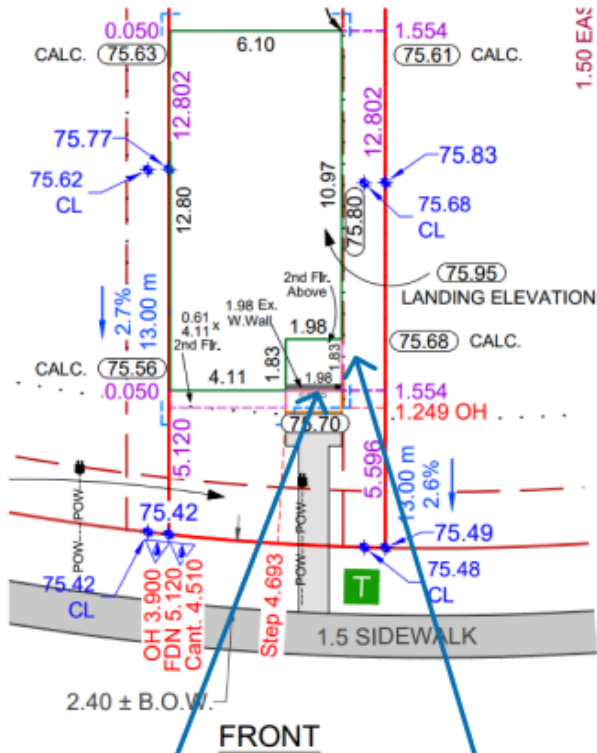 0.050
6.10
1.554
1.50 EAS
CALC. 75.63
75.61 CALC.
12.802
12.802
75.77
75.83
75.62
CL
12.80
10.97
75.80
75.68
CL
2nd Flr.
Above
75.95
LANDING ELEVATION
2.7%
13.00 m
0.61 x
4.11
2nd Flr.
1.98 Ex.
W.Wall
1.98
1.83
1.83
75.68 CALC.
CALC. 75.56
0.050
4.11
1.98
1.554
75.70
1.249 OH
5.120
5.596
3.00 m
2.6%
75.42
75.49
POW
POW
POW
75.42
CL
75.48
CL
T
OH 3.900
FDN 5.120
Cant. 4.510
Step 4.693
1.5 SIDEWALK
2.40 ± B.O.W.
FRONT